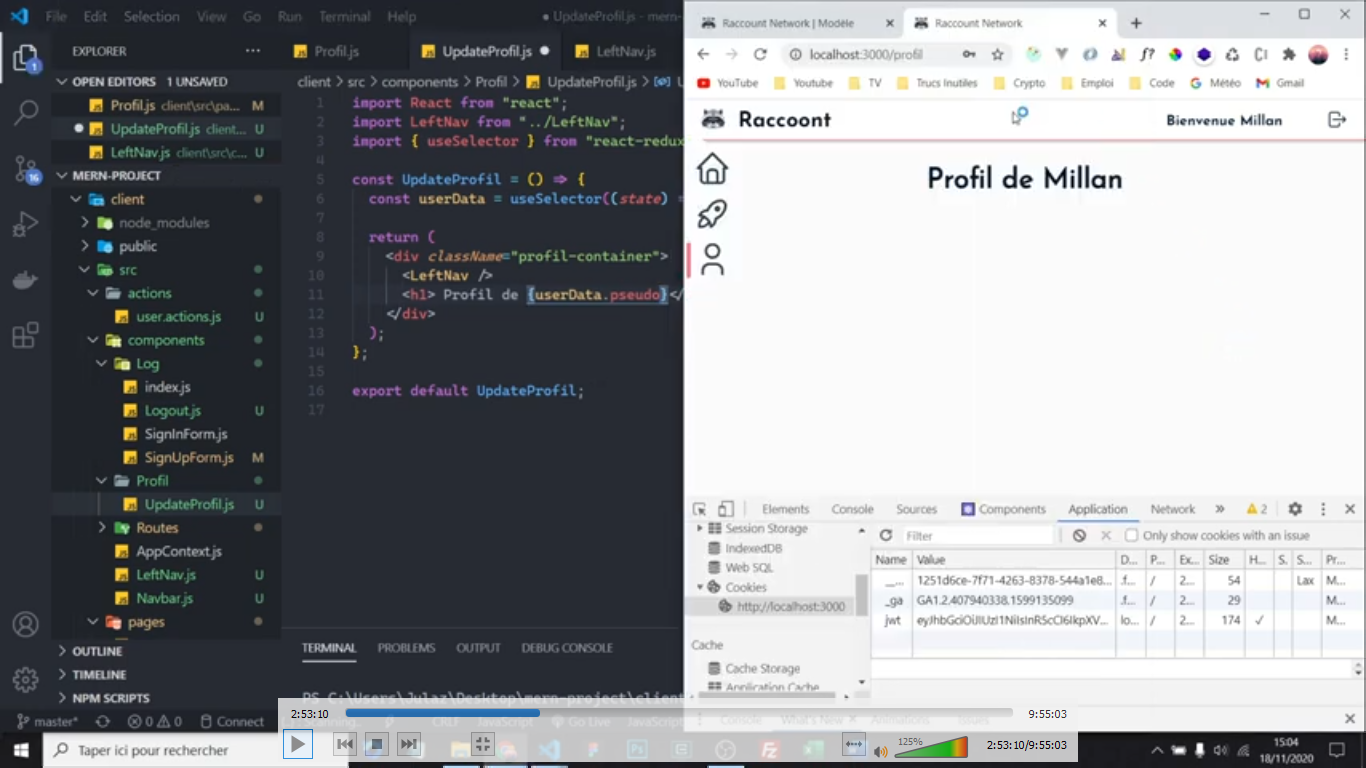 File Edit Selection View Go Run Terminal Help
● UpdateProfil.js - mern-
EXPLORER
OPEN EDITORS 1 UNSAVED
Profil.js client\src\pa... M
UpdateProfil.js client... U
LeftNav.js client\src\c... U
MERN-PROJECT
client
node_modules
public
src
actions
user.actions.js U
components
Log
index.js
Logout.js U
SignInForm.js
SignUpForm.js M
Profil
UpdateProfil.js U
Routes
AppContext.js
LeftNav.js U
Navbar.js U
pages
OUTLINE
TIMELINE
NPM SCRIPTS
master* 0 0 Connect
Profil.js
UpdateProfil.js ●
LeftNav.js
client > src > components > Profil > UpdateProfil.js >
1 import React from "react";
2 import LeftNav from "../LeftNav";
3 import { useSelector } from "react-redux
4
5 const UpdateProfil = () => {
6 const userData = useSelector((state) =
7
8 return (
9 <div className="profil-container">
10 <LeftNav />
11 <h1> Profil de {userData.pseudo}</
12 </div>
13 );
14 };
15
16 export default UpdateProfil;
17
TERMINAL PROBLEMS OUTPUT DEBUG CONSOLE
PS C:\Users\Julaz\Desktop\mern-project\client
CRLF JavaScript Go Live JavaScript
Raccount Network | Modèle
Raccount Network
localhost:3000/profil
YouTube Youtube TV Trucs Inutiles Crypto Emploi Code Météo Gmail
Raccoont
Bienvenue Millan
Profil de Millan
Elements Console Sources Components Application Network » 2
Session Storage
IndexedDB
Web SQL
Cookies
http://localhost:3000
Cache
Cache Storage
Application Cache
Filter
Only show cookies with an issue
Name Value D... P... Ex... Size H... S. S... Pr...
__... 1251d6ce-7f71-4263-8378-544a1e8... .f... / 2... 54 Lax M...
_ga GA1.2.407940338.1599135099 .f... / 2... 29 M...
jwt eyJhbGciOiJIUzI1NiIsInR5cCI6IkpXV... lo... / 2... 174 ✓ M...
Console What's New Animations Issues
2:53:10
9:55:03
125%
2:53:10/9:55:03
Taper ici pour rechercher
15:04
18/11/2020